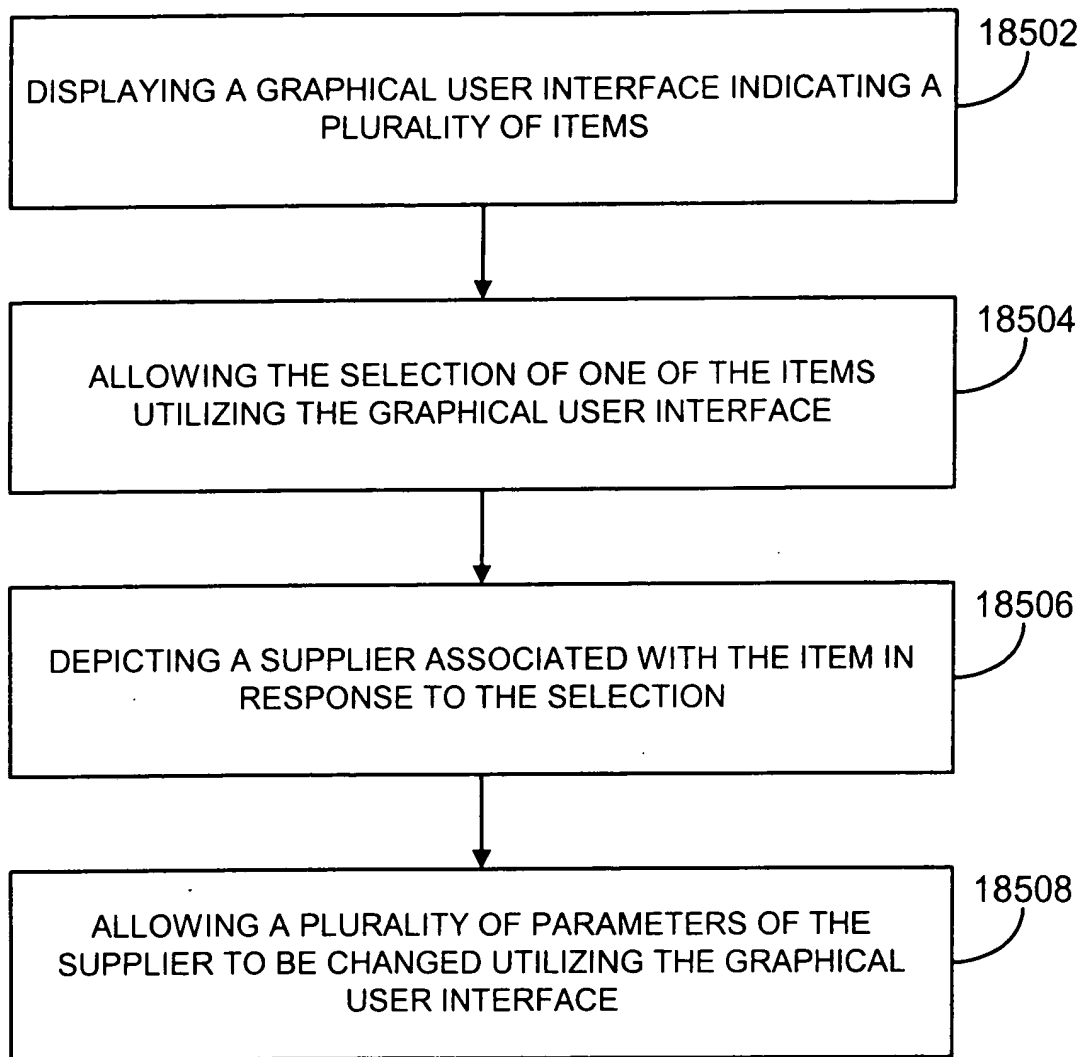 18502
DISPLAYING A GRAPHICAL USER INTERFACE INDICATING A
PLURALITY OF ITEMS
18504
ALLOWING THE SELECTION OF ONE OF THE ITEMS
UTILIZING THE GRAPHICAL USER INTERFACE
18506
DEPICTING A SUPPLIER ASSOCIATED WITH THE ITEM IN
RESPONSE TO THE SELECTION
18508
ALLOWING A PLURALITY OF PARAMETERS OF THE
SUPPLIER TO BE CHANGED UTILIZING THE GRAPHICAL
USER INTERFACE